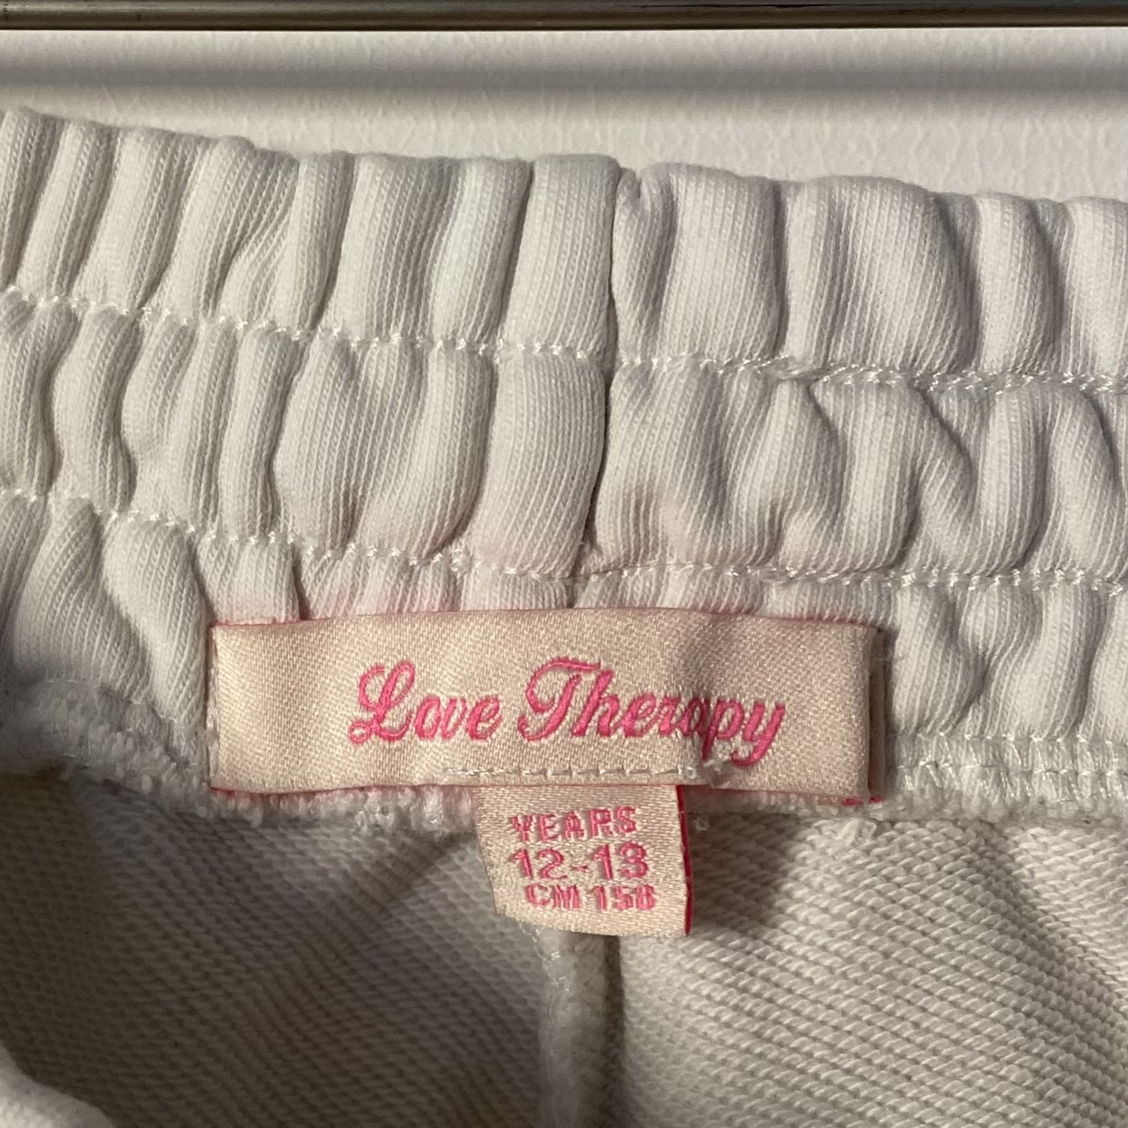 Love Therapy
YEARS
12-13
CM 158